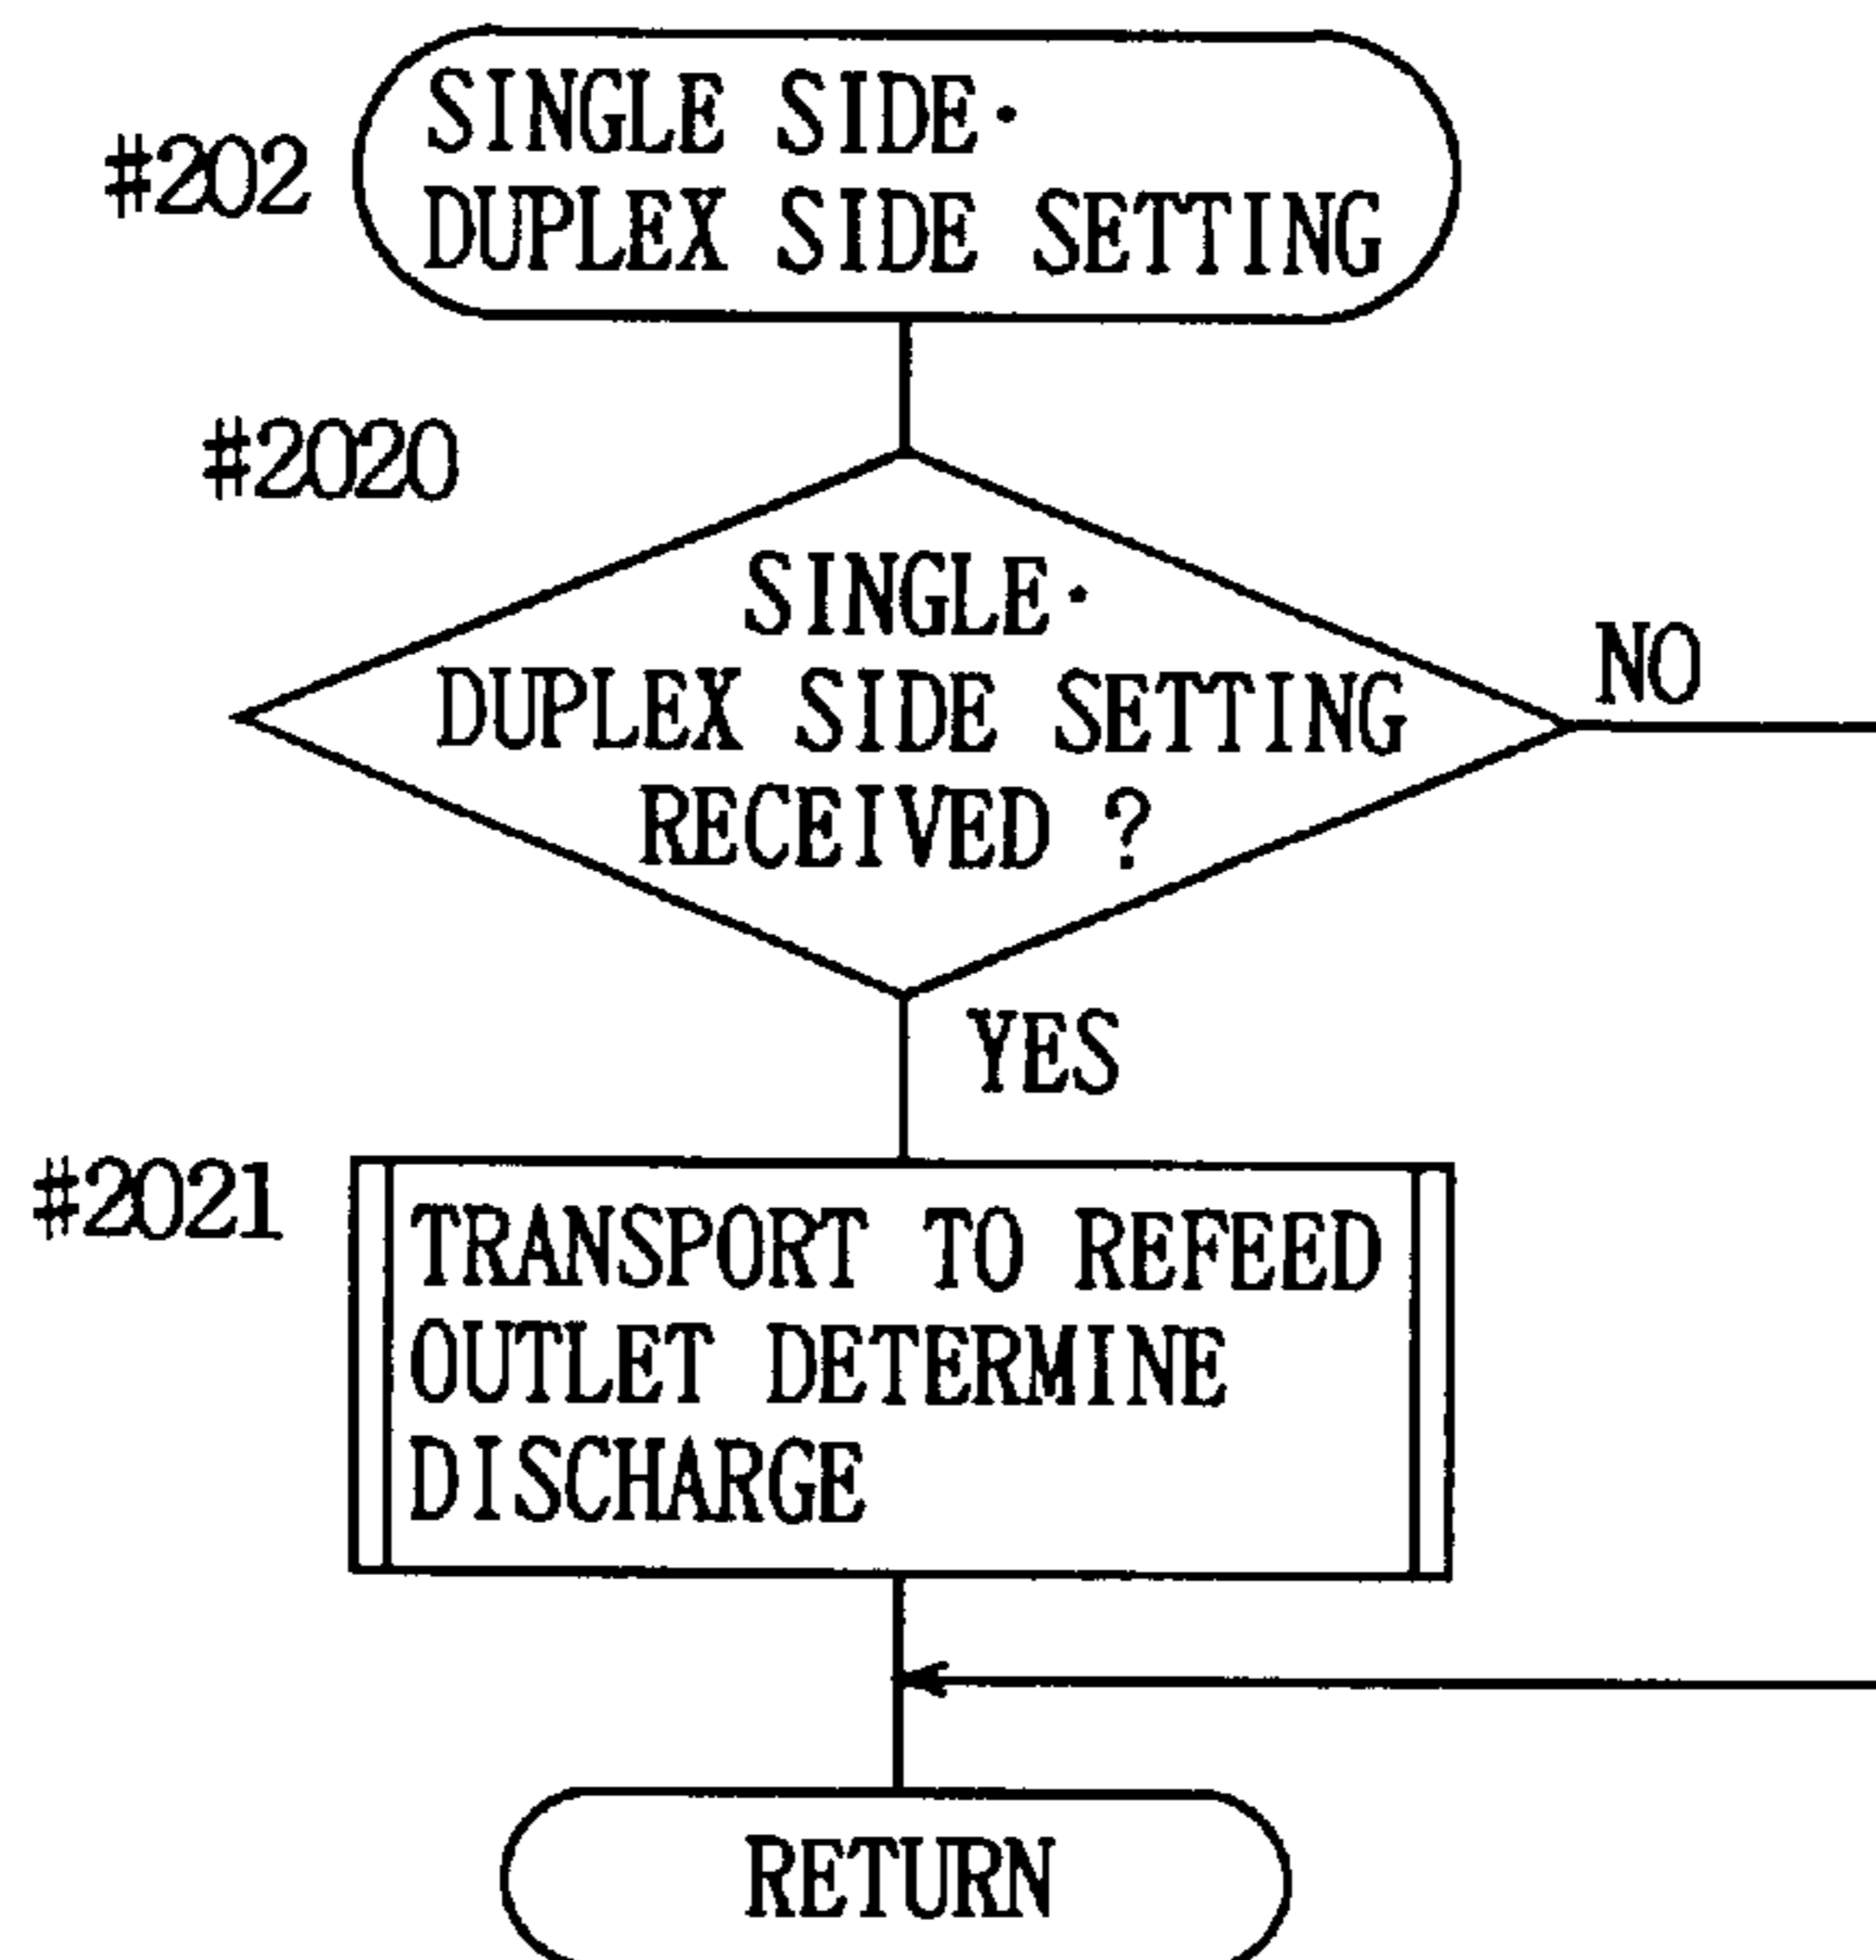 #202
SINGLE SIDE·
DUPLEX SIDE SETTING
#2020
SINGLE·
DUPLEX SIDE SETTING
RECEIVED ?
NO
YES
#2021
TRANSPORT TO REFEED
OUTLET DETERMINE
DISCHARGE
RETURN